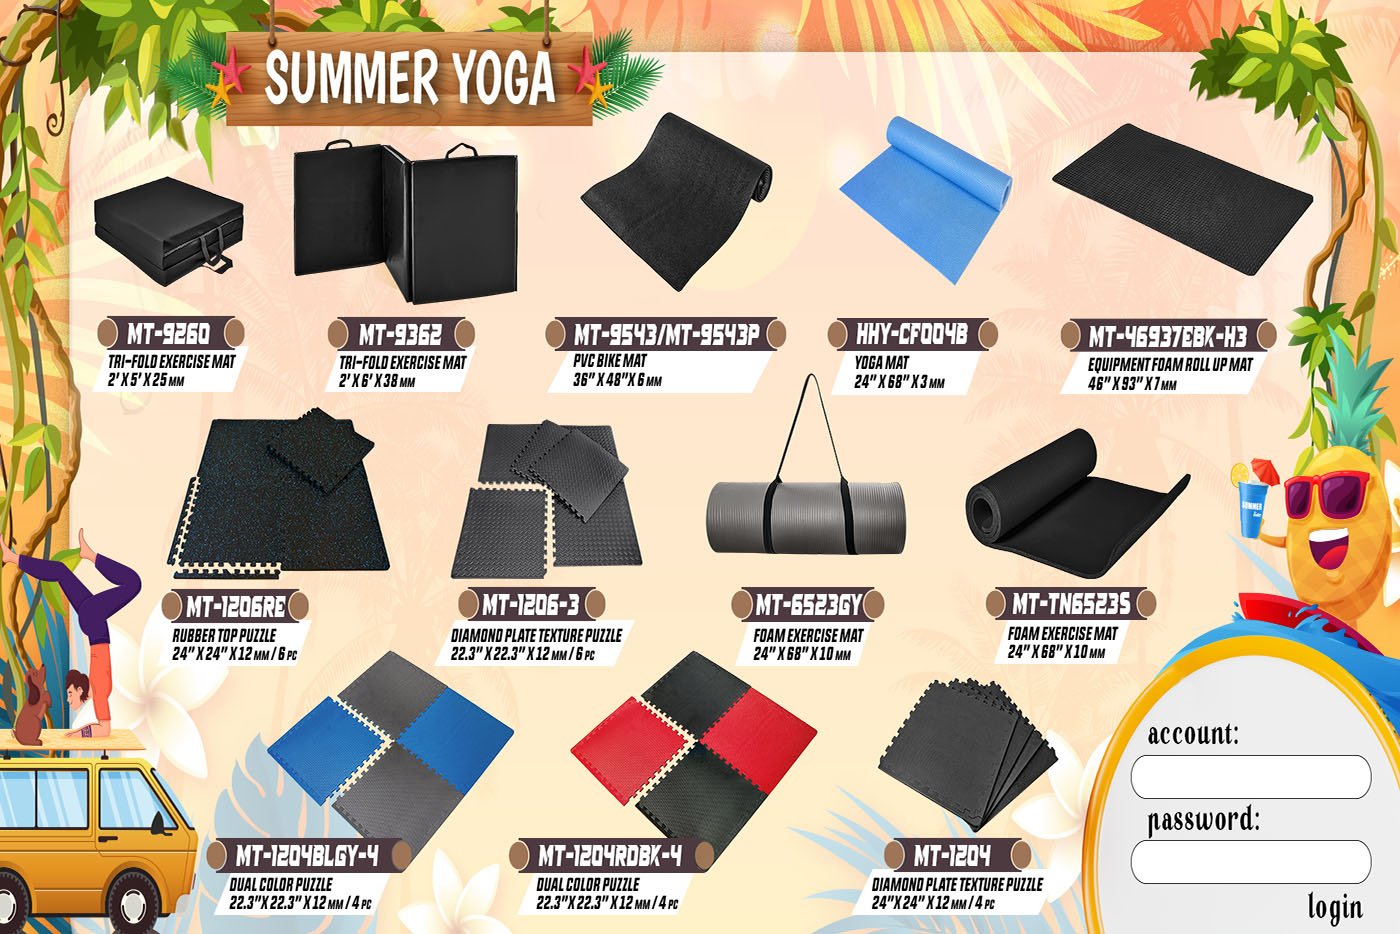 SUMMER YOGA
MT-9260
TRI-FOLD EXERCISE MAT
2' X 5' X 25 MM
MT-9362
TRI-FOLD EXERCISE MAT
2' X 6' X 38 MM
MT-9543/MT-9543P
PVC BIKE MAT
36" X 48"X 6 MM
HHY-CF004B
YOGA MAT
24" X 68" X 3 MM
MT-46937EBK-H3
EQUIPMENT FOAM ROLL UP MAT
46" X 93" X 7 MM
MT-1206RE
RUBBER TOP PUZZLE
24" X 24" X 12 MM / 6 PC
MT-1206-3
DIAMOND PLATE TEXTURE PUZZLE
22.3" X 22.3" X 12 MM / 6 PC
MT-6523GY
FOAM EXERCISE MAT
24" X 68" X 10 MM
MT-TN6523S
FOAM EXERCISE MAT
24" X 68" X 10 MM
SUMMER
MT-1204BLGY-4
DUAL COLOR PUZZLE
22.3"X 22.3" X 12 MM / 4 PC
MT-1204RDBK-4
DUAL COLOR PUZZLE
22.3"X 22.3" X 12 MM / 4 PC
MT-1204
DIAMOND PLATE TEXTURE PUZZLE
24"X 24" X 12 MM / 4 PC
account:
password:
login